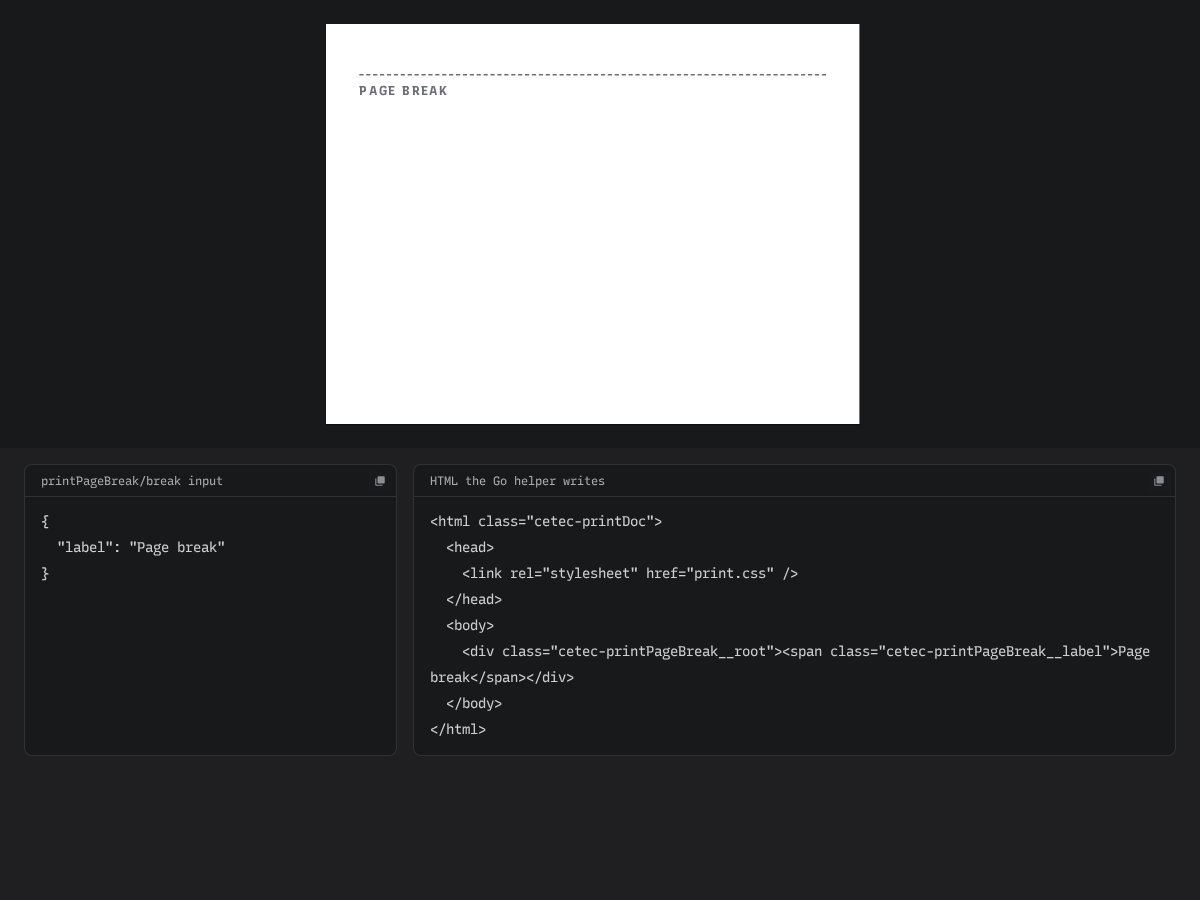 PAGE BREAK
printPageBreak/break input
{
  "label": "Page break"
}
HTML the Go helper writes
<html class="cetec-printDoc">
  <head>
    <link rel="stylesheet" href="print.css" />
  </head>
  <body>
    <div class="cetec-printPageBreak__root"><span class="cetec-printPageBreak__label">Page
break</span></div>
  </body>
</html>